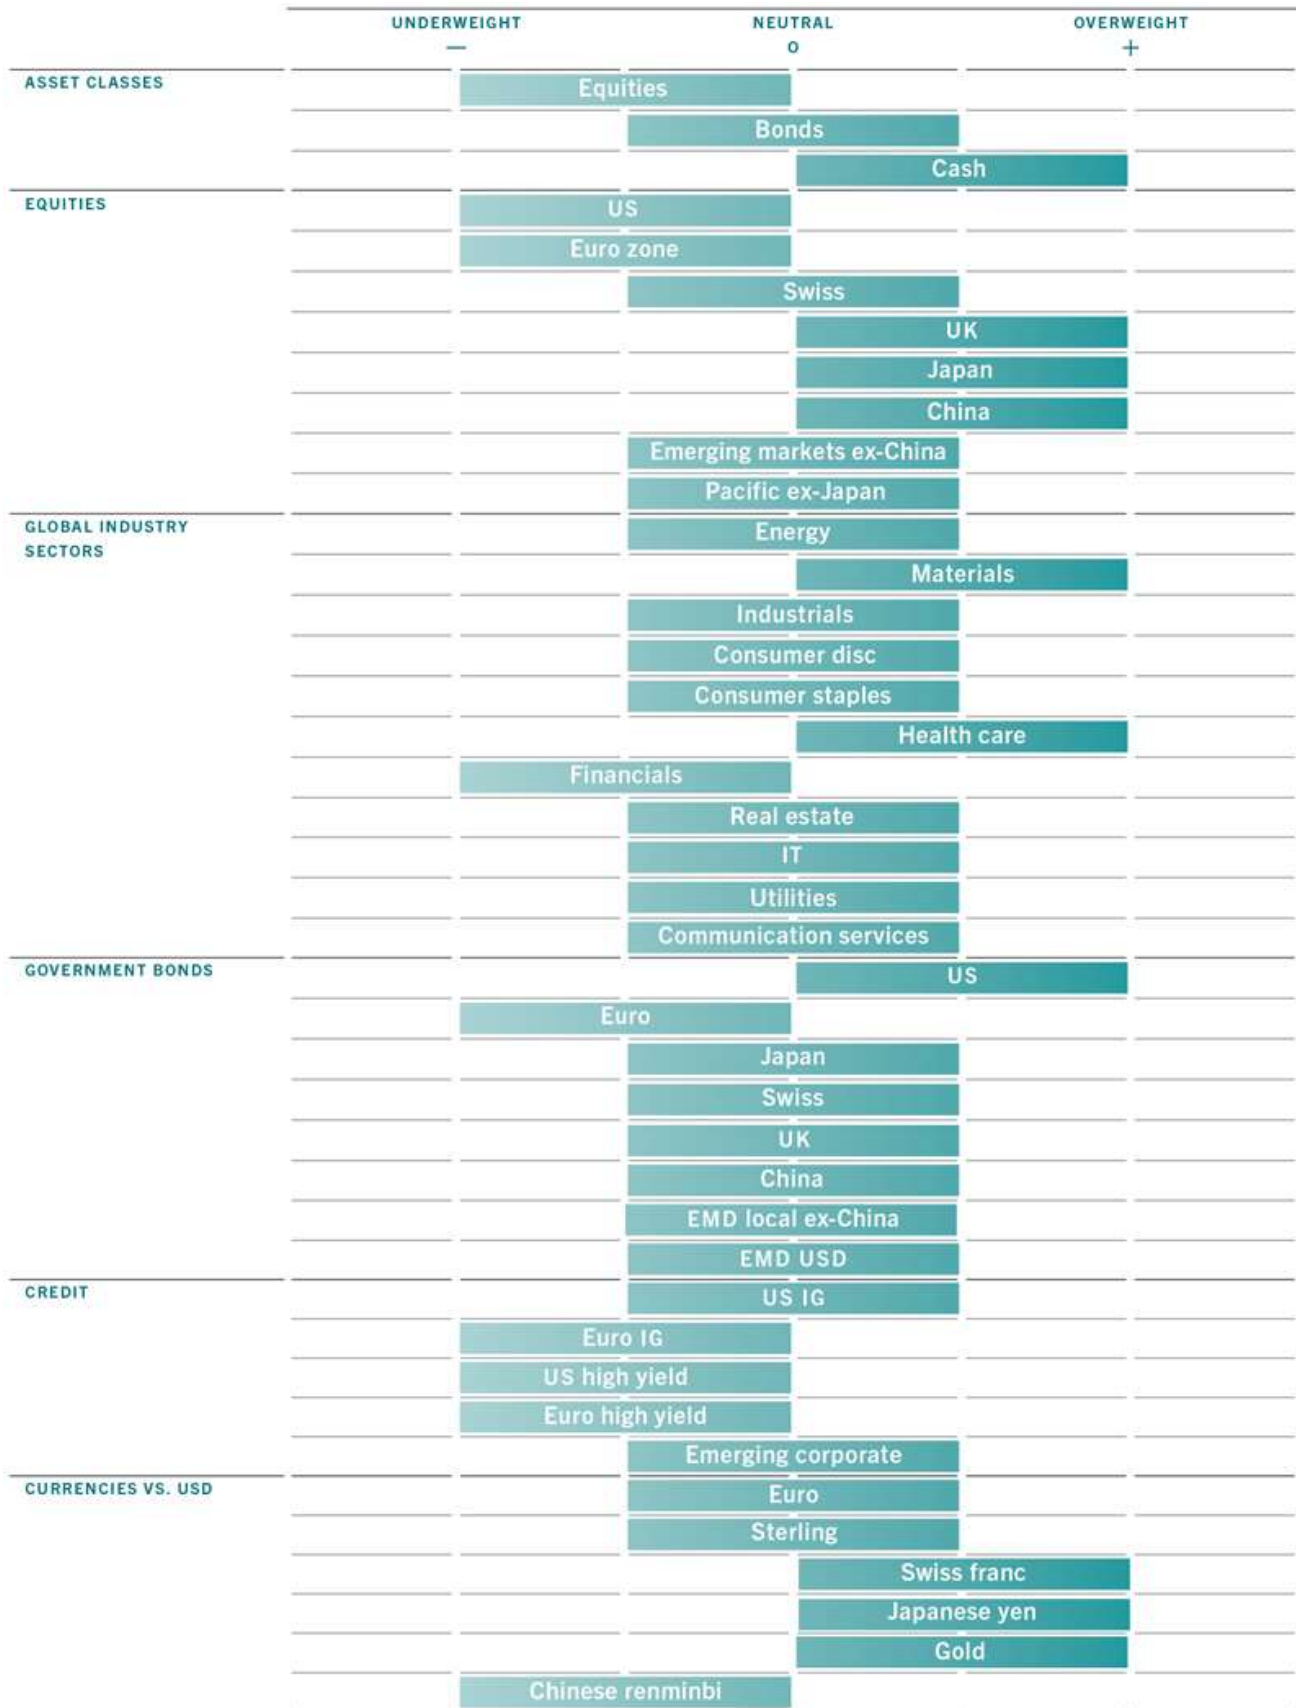 UNDERWEIGHT NEUTRAL OVERWEIGHT
— o +
ASSET CLASSES Equities
Bonds
Cash
EQUITIES US
Euro zone
Swiss
UK
Japan
China
Emerging markets ex-China
Pacific ex-Japan
GLOBAL INDUSTRY Energy
SECTORS
Materials
Industrials
Consumer disc
Consumer staples
Health care
Financials
Real estate
IT
Utilities
Communication services
GOVERNMENT BONDS US
Euro
Japan
Swiss
UK
China
EMD local ex-China
EMD USD
CREDIT US IG
Euro IG
US high yield
Euro high yield
Emerging corporate
CURRENCIES VS. USD Euro
Sterling
Swiss franc
Japanese yen
Gold
Chinese renminbi